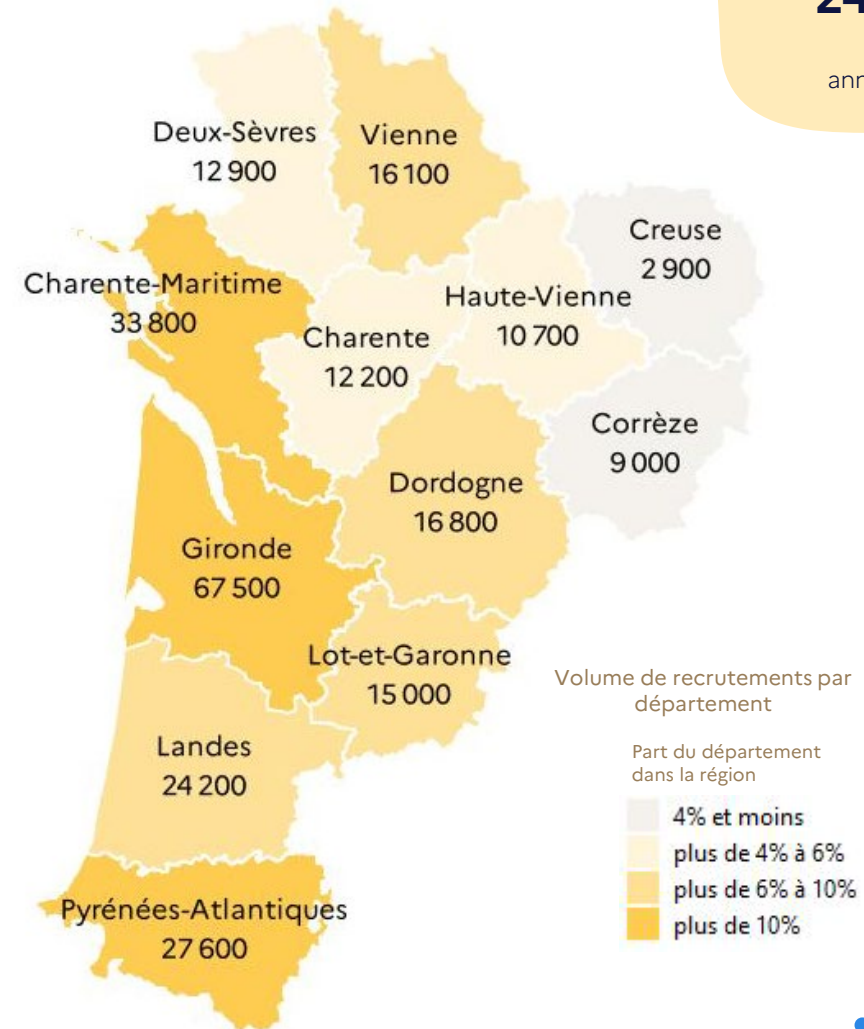 24
ann
Deux-Sèvres
12 900
Vienne
16 100
Creuse
2 900
Charente-Maritime
33 800
Haute-Vienne
10 700
Charente
12 200
Corrèze
9 000
Dordogne
16 800
Gironde
67 500
Lot-et-Garonne
15 000
Landes
24 200
Pyrénées-Atlantiques
27 600
Volume de recrutements par
département
Part du département
dans la région
4% et moins
plus de 4% à 6%
plus de 6% à 10%
plus de 10%